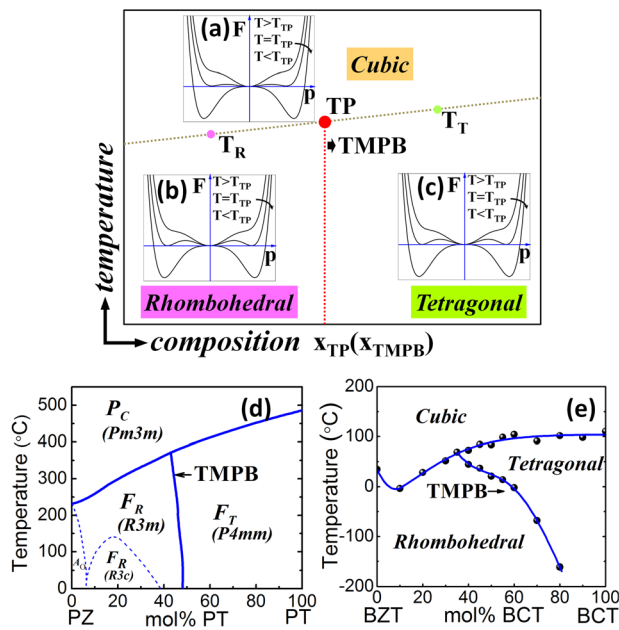 (a)
F
T>T_TP
T=T_TP
T<T_TP
p
Cubic
TP
T_R
T_T
TMPB
(b)
F
T>T_TP
T=T_TP
T<T_TP
p
(c)
F
T>T_TP
T=T_TP
T<T_TP
p
Rhombohedral
Tetragonal
temperature
composition x_TP(x_TMPB)
(d)
Temperature (°C)
500
400
300
200
100
0
P_C
(Pm3m)
TMPB
F_R
(R3m)
F_T
(P4mm)
F_R
(R3c)
0 20 40 60 80 100
PZ mol% PT PT
(e)
Temperature (°C)
200
100
0
-100
-200
Cubic
Tetragonal
TMPB
Rhombohedral
0 20 40 60 80 100
BZT mol% BCT BCT